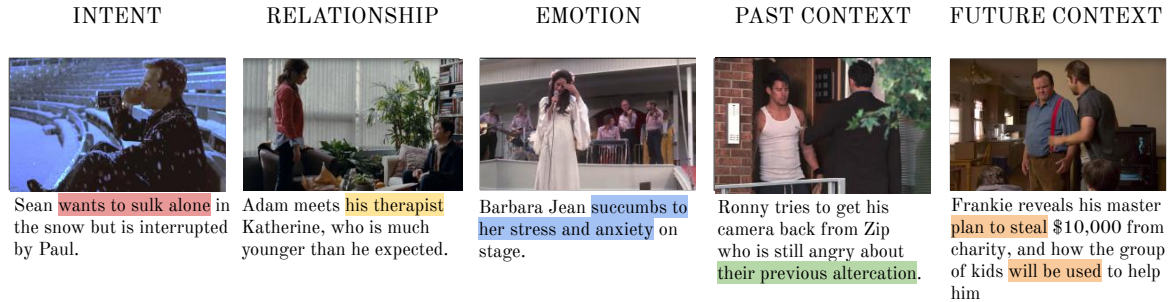 INTENT
RELATIONSHIP
EMOTION
PAST CONTEXT
FUTURE CONTEXT
Sean wants to sulk alone in
the snow but is interrupted
by Paul.
Adam meets his therapist
Katherine, who is much
younger than he expected.
Barbara Jean succumbs to
her stress and anxiety on
stage.
Ronny tries to get his
camera back from Zip
who is still angry about
their previous altercation.
Frankie reveals his master
plan to steal $10,000 from
charity, and how the group
of kids will be used to help
him